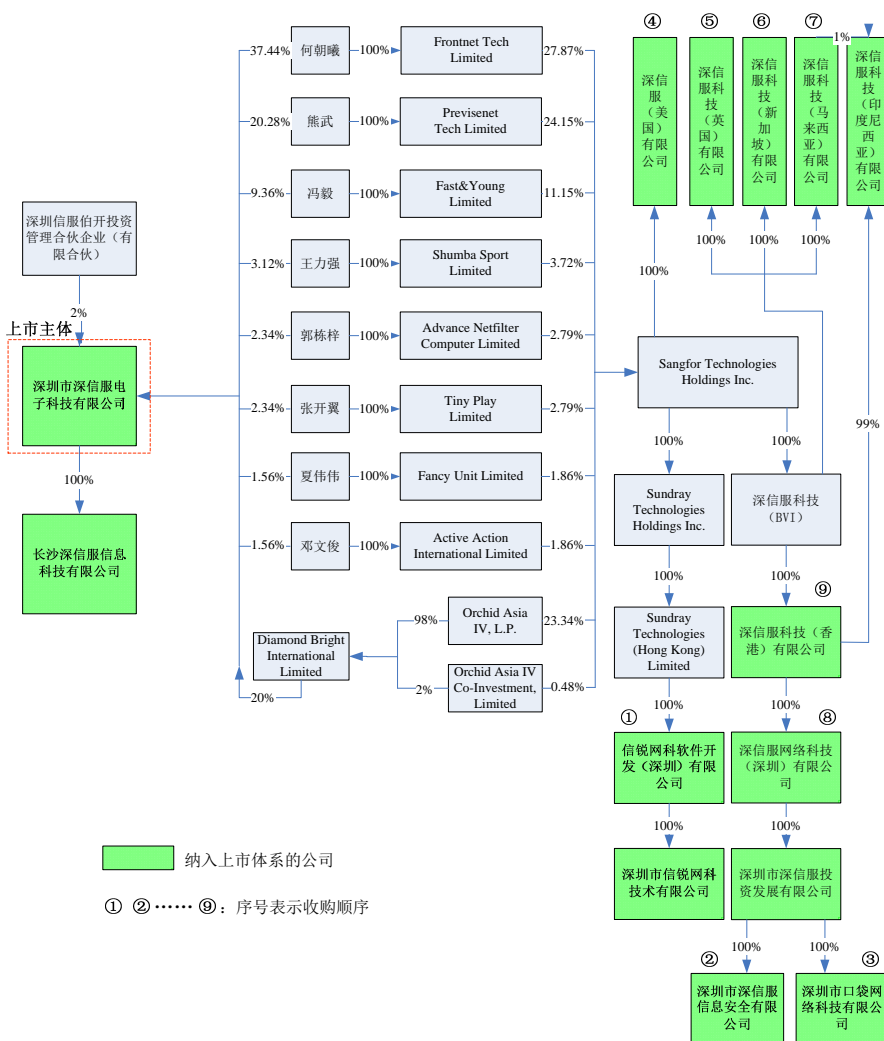 ④
⑤
⑥
⑦
1%
深信
服
（美
国）有
限公
司
深信
服科技
（英
国）有
限公
司
深信
服科技
（新
加坡）
有限公
司
深信
服科技
（马
来西
亚）有
限公
司
深信
服科
技
（印
度尼
西
亚）有
限公
司
37.44%
何朝曦
100%
Frontnet Tech
Limited
27.87%
20.28%
熊武
100%
Previsenet
Tech Limited
24.15%
9.36%
冯毅
100%
Fast&Young
Limited
11.15%
3.12%
王力强
100%
Shumba Sport
Limited
3.72%
2.34%
郭栋梓
100%
Advance Netfilter
Computer Limited
2.79%
2.34%
张开翼
100%
Tiny Play
Limited
2.79%
1.56%
夏伟伟
100%
Fancy Unit Limited
1.86%
1.56%
邓文俊
100%
Active Action
International Limited
1.86%
深圳信服伯开投资
管理合伙企业（有
限合伙）
2%
上市主体
深圳市深信服电
子科技有限公司
100%
长沙深信服信息
科技有限公司
Diamond Bright
International
Limited
20%
98%
Orchid Asia
IV, L.P.
23.34%
2%
Orchid Asia IV
Co-Investment,
Limited
0.48%
100%
100%
100%
100%
Sangfor Technologies
Holdings Inc.
99%
100%
100%
Sundray
Technologies
Holdings Inc.
深信服科技
（BVI）
100%
100%
⑨
Sundray
Technologies
(Hong Kong)
Limited
深信服科技（香
港）有限公司
100%
100%
①
⑧
信锐网科软件开
发（深圳）有限
公司
深信服网络科技
（深圳）有限公
司
100%
100%
深圳市信锐网科
技术有限公司
深圳市深信服投
资发展有限公司
100%
100%
②
③
深圳市深信服
信息安全有限
公司
深圳市口袋网
络科技有限公
司
纳入上市体系的公司
① ②⋯⋯ ⑨：序号表示收购顺序